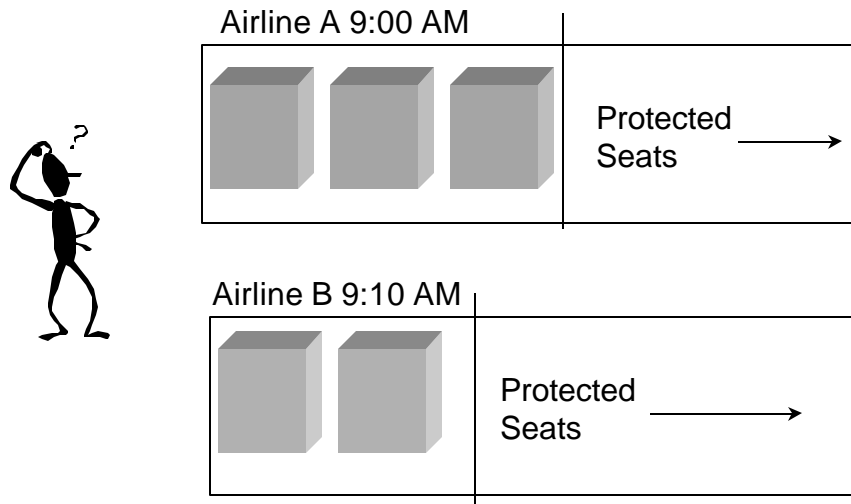 Airline A 9:00 AM
?
Protected
Seats
Airline B 9:10 AM
Protected
Seats